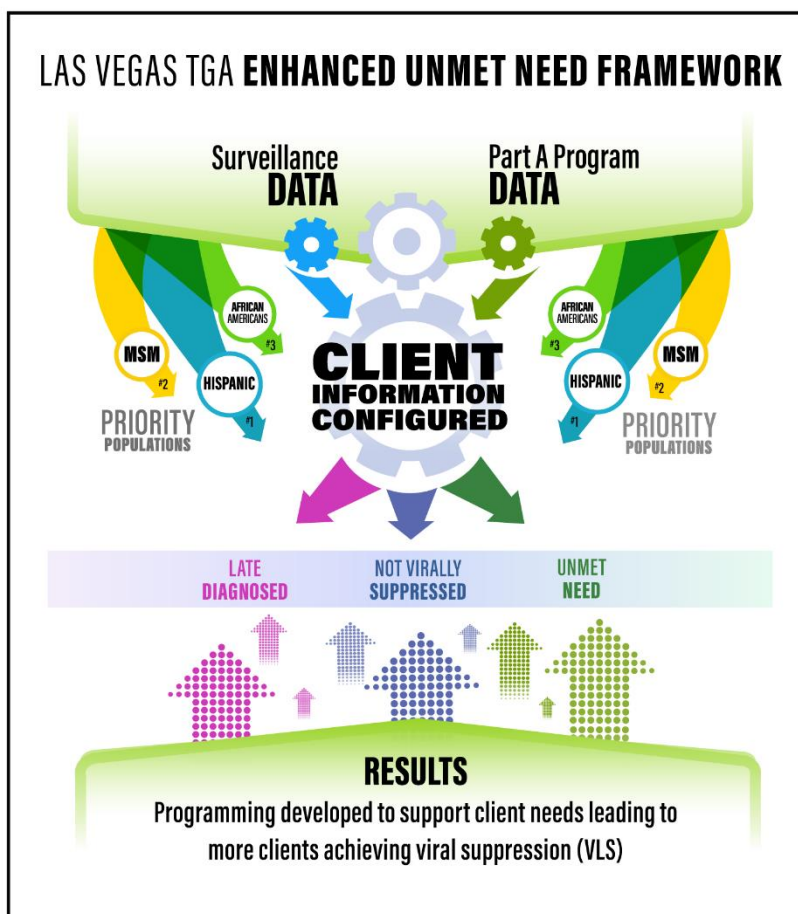 LAS VEGAS TGA ENHANCED UNMET NEED FRAMEWORK
Surveillance
DATA
Part A Program
DATA
AFRICAN
AMERICANS
#3
MSM
#2
HISPANIC
#1
PRIORITY
POPULATIONS
CLIENT
INFORMATION
CONFIGURED
AFRICAN
AMERICANS
#3
MSM
#2
HISPANIC
#1
PRIORITY
POPULATIONS
LATE
DIAGNOSED
NOT VIRALLY
SUPPRESSED
UNMET
NEED
RESULTS
Programming developed to support client needs leading to
more clients achieving viral suppression (VLS)